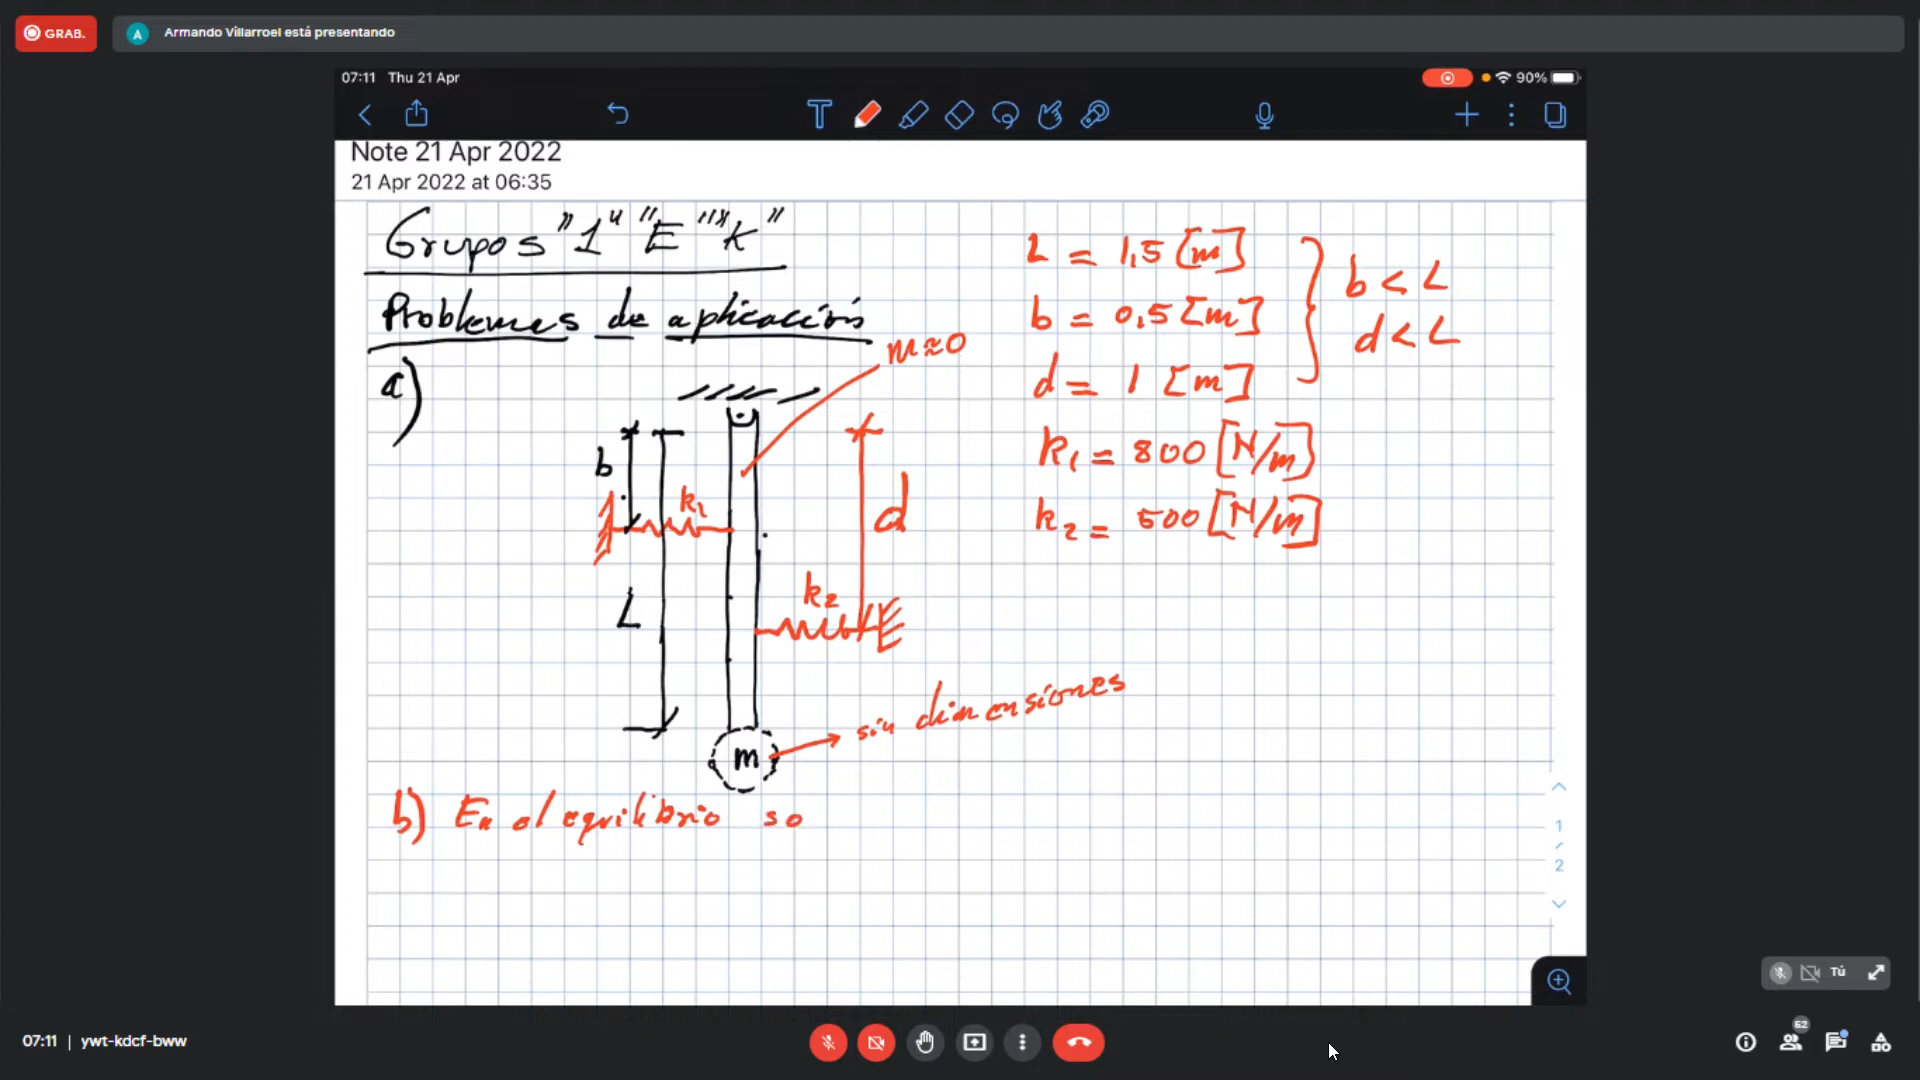 GRAB.
A Armando Villarroel está presentando
07:11 Thu 21 Apr
90%
T
Note 21 Apr 2022
21 Apr 2022 at 06:35
Grupos "1" "E" "K"
Problemas de aplicación
a)
m≈0
b
k1
L
d
k2
m
sin dimensiones
L = 1,5 [m]
b = 0,5 [m]
d = 1 [m]
b < L
d < L
k1 = 800 [N/m]
k2 = 500 [N/m]
b) En el equilibrio so
1
2
Tú
07:11 | ywt-kdcf-bww
52